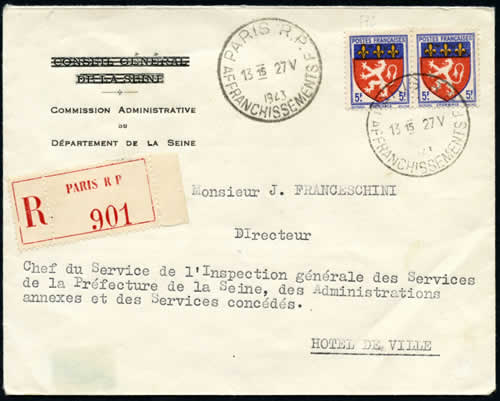 CONSEIL GÉNÉRAL
DE LA SEINE
COMMISSION ADMINISTRATIVE
DU
DÉPARTEMENT DE LA SEINE
PARIS R.P.
13 15 27 V
1943
AFFRANCHISSEMENTS
POSTES FRANÇAISES
5F
POSTES FRANÇAISES
5F
13 15 27 V
AFFRANCHISSEMENTS
PARIS R P
R
901
Monsieur J. FRANCESCHINI
DIrecteur
Chef du Service de l'Inspection générale des Services
de la Préfecture de la Seine, des Administrations
annexes et des Services concédés.
HOTEL DE VILLE